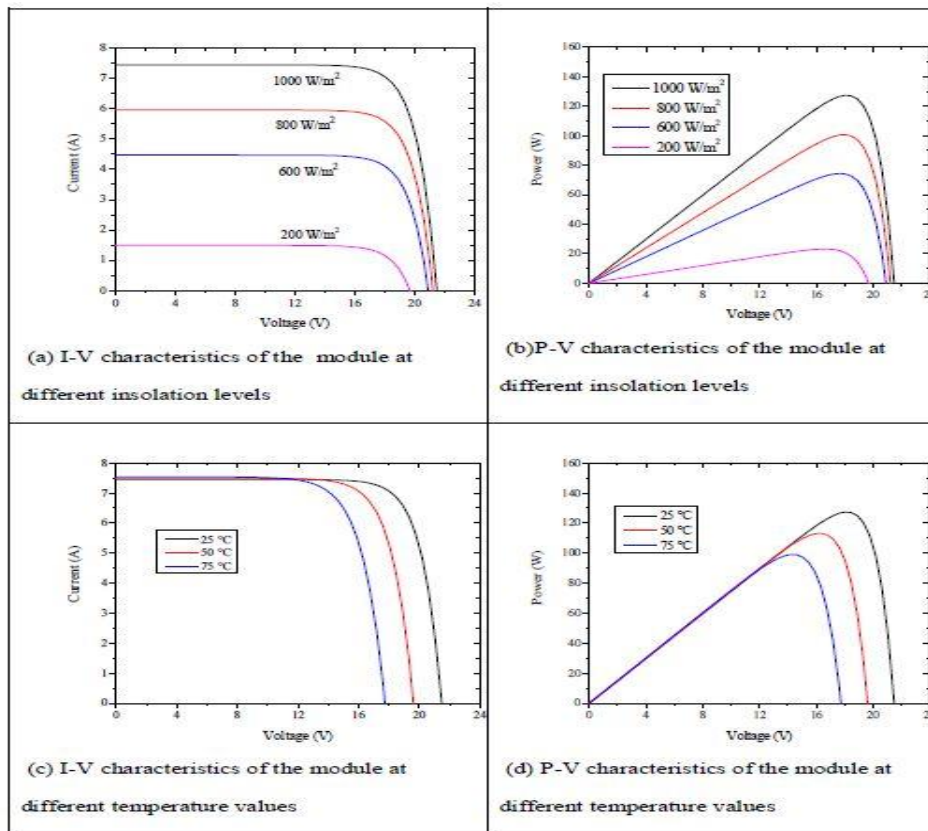 8
7
6
5
4
3
2
1
0
Current (A)
1000 W/m²
800 W/m²
600 W/m²
200 W/m²
0 4 8 12 16 20 24
Voltage (V)
(a) I-V characteristics of the module at
different insolation levels
160
140
120
100
80
60
40
20
0
Power (W)
1000 W/m²
800 W/m²
600 W/m²
200 W/m²
0 4 8 12 16 20
Voltage (V)
(b)P-V characteristics of the module at
different insolation levels
8
7
6
5
4
3
2
1
0
Current (A)
25 °C
50 °C
75 °C
0 4 8 12 16 20 24
Voltage (V)
(c) I-V characteristics of the module at
different temperature values
160
140
120
100
80
60
40
20
0
Power (W)
25 °C
50 °C
75 °C
0 4 8 12 16 20
Voltage (V)
(d) P-V characteristics of the module at
different temperature values